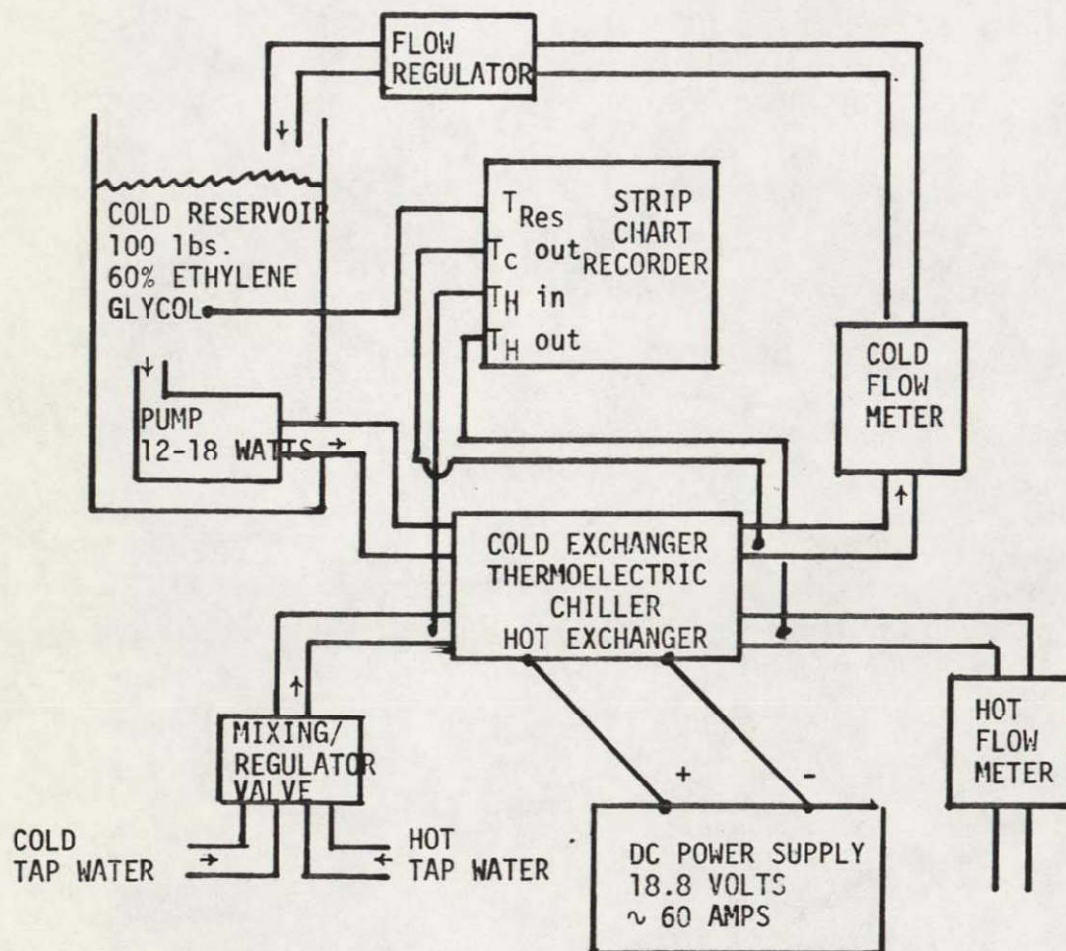 FLOW
REGULATOR
COLD RESERVOIR
100 lbs.
60% ETHYLENE
GLYCOL
T Res
T C out
T H in
T H out
STRIP
CHART
RECORDER
COLD
FLOW
METER
PUMP
12-18 WATTS
COLD EXCHANGER
THERMOELECTRIC
CHILLER
HOT EXCHANGER
MIXING/
REGULATOR
VALVE
HOT
FLOW
METER
+ -
COLD
TAP WATER
HOT
TAP WATER
DC POWER SUPPLY
18.8 VOLTS
~ 60 AMPS